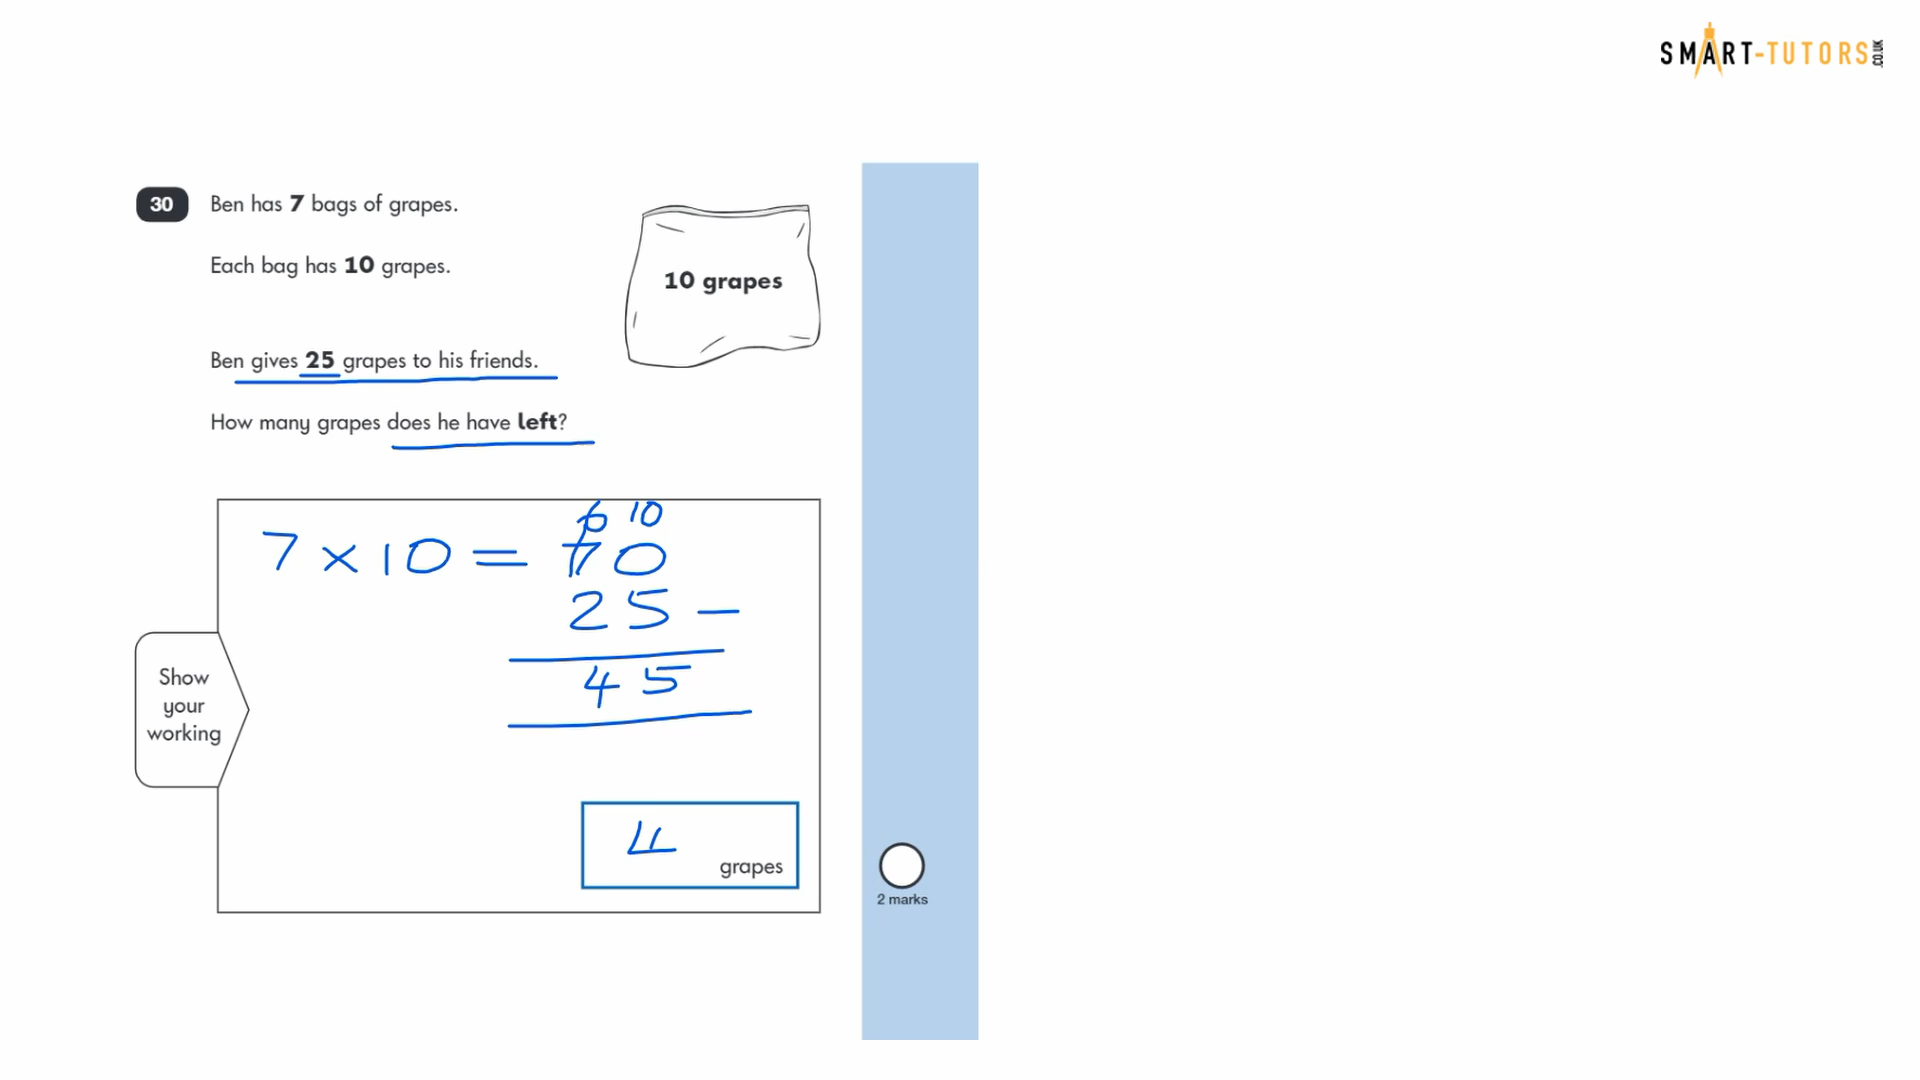 SMART-TUTORS.CO.UK
30 Ben has 7 bags of grapes.
Each bag has 10 grapes.
10 grapes
Ben gives 25 grapes to his friends.
How many grapes does he have left?
6 10
7 × 10 = 70
25 –
45
Show
your
working
4
grapes
2 marks